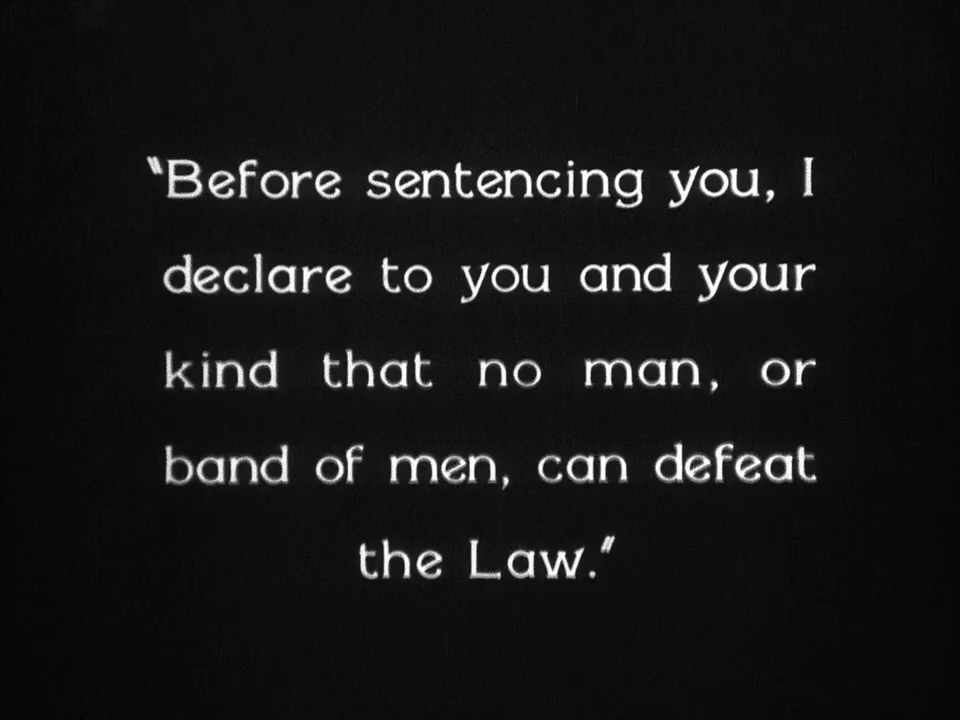 "Before sentencing you, I
declare to you and your
kind that no man, or
band of men, can defeat
the Law."